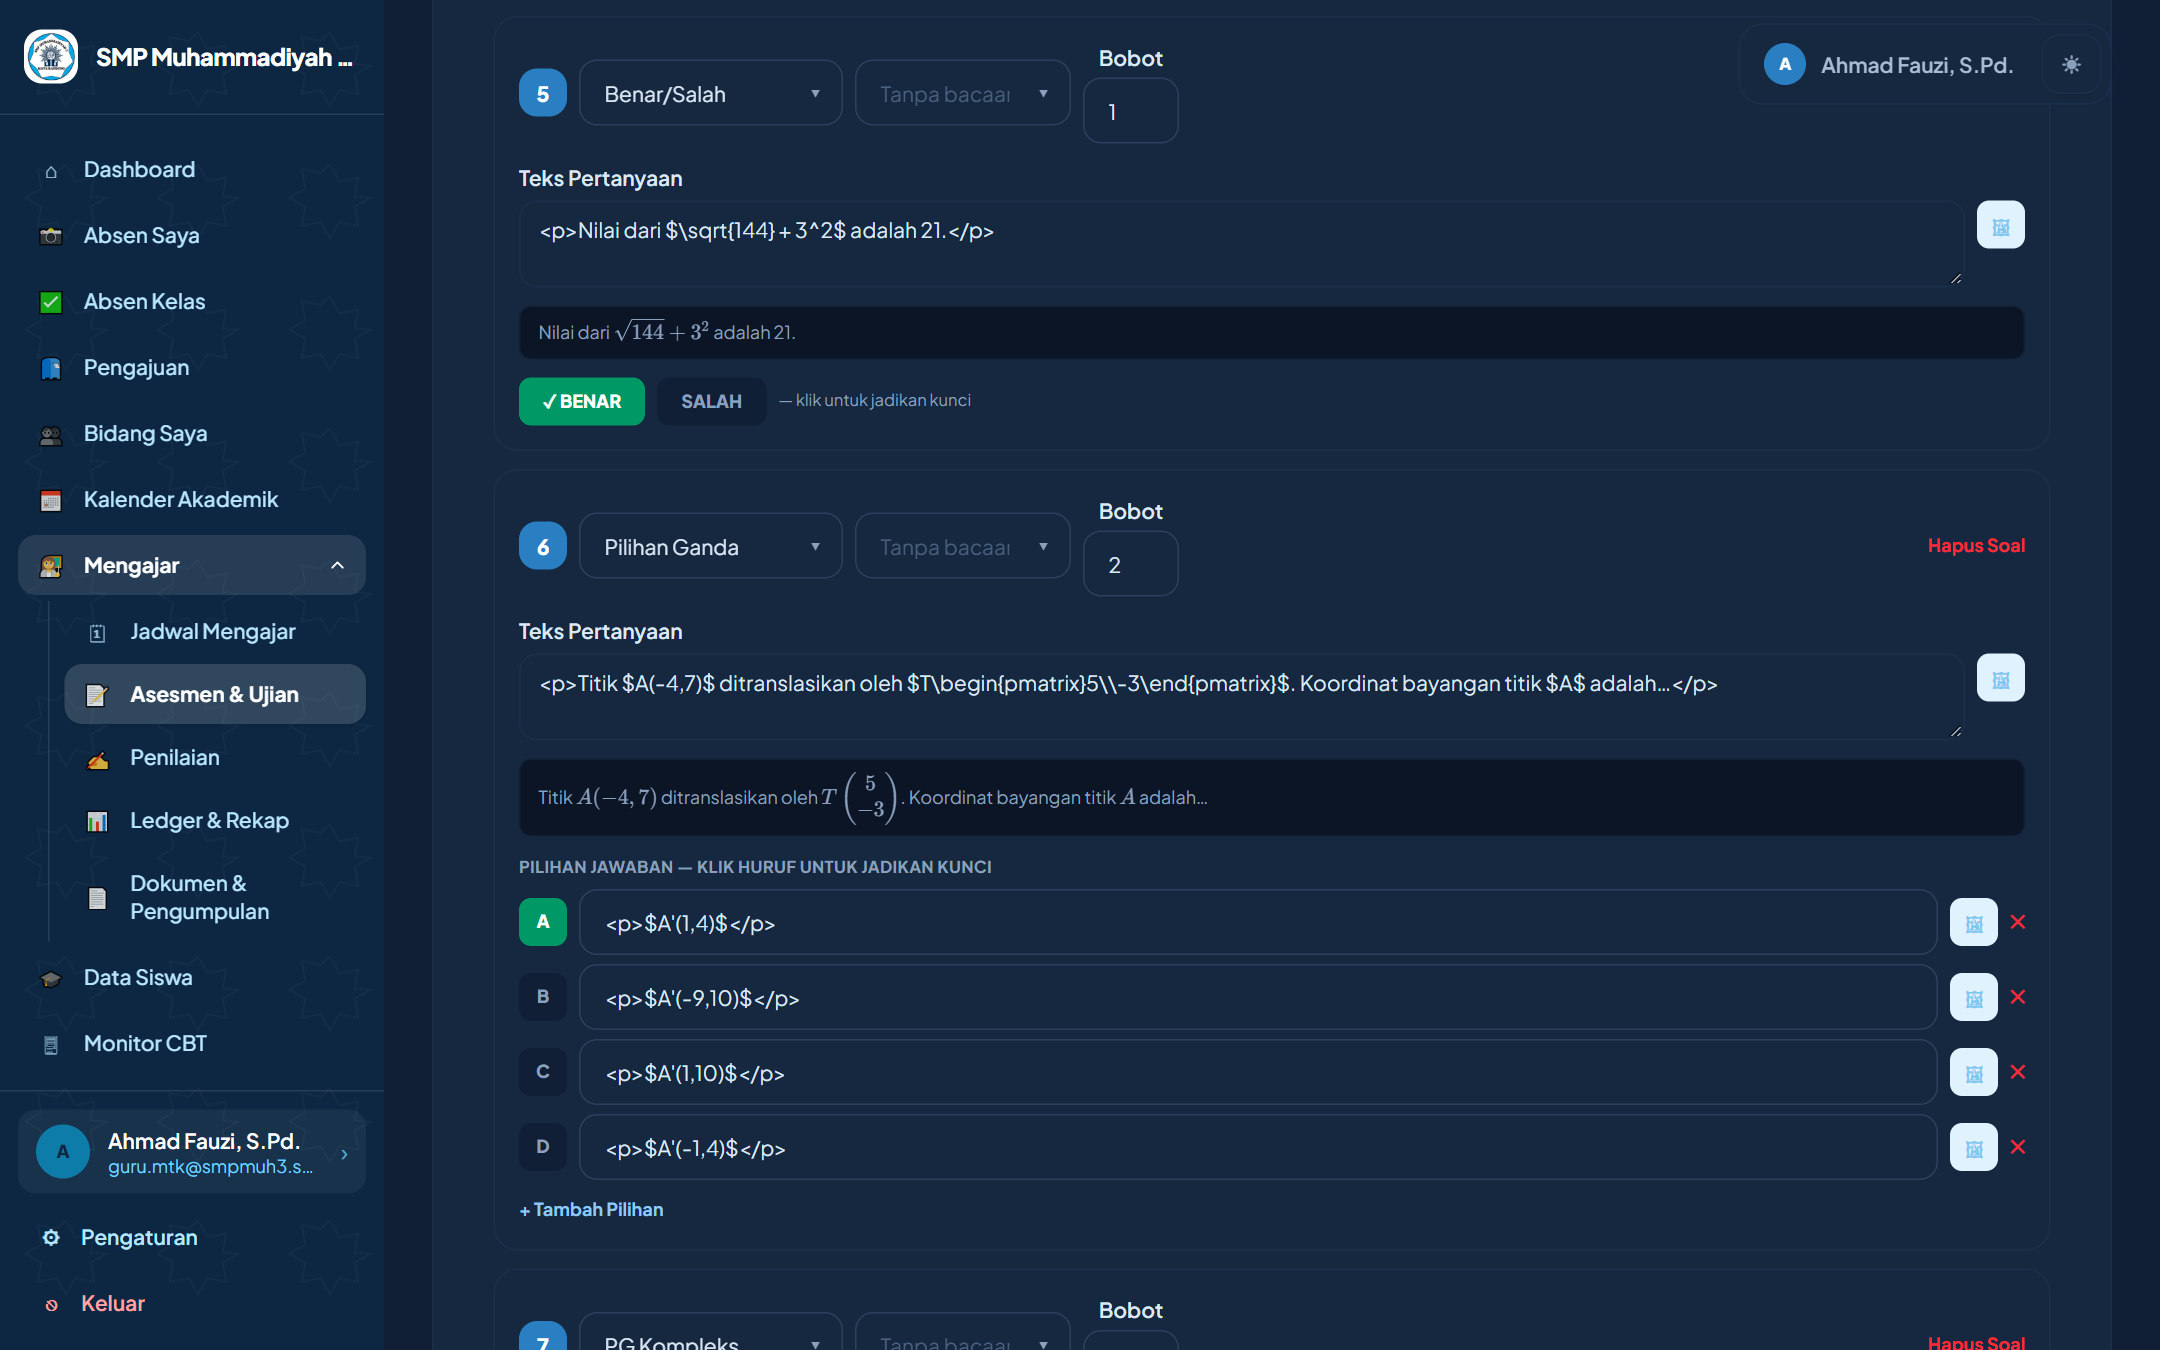 SMP Muhammadiyah ...
Dashboard
Absen Saya
Absen Kelas
Pengajuan
Bidang Saya
Kalender Akademik
Mengajar
Jadwal Mengajar
Asesmen & Ujian
Penilaian
Ledger & Rekap
Dokumen &
Pengumpulan
Data Siswa
Monitor CBT
A
Ahmad Fauzi, S.Pd.
guru.mtk@smpmuh3.s...
Pengaturan
Keluar
A Ahmad Fauzi, S.Pd.
Bobot
5 Benar/Salah Tanpa bacaan 1
Teks Pertanyaan
<p>Nilai dari $\sqrt{144} + 3^2$ adalah 21.</p>
Nilai dari √144 + 3² adalah 21.
✓ BENAR SALAH — klik untuk jadikan kunci
Bobot
6 Pilihan Ganda Tanpa bacaan 2 Hapus Soal
Teks Pertanyaan
<p>Titik $A(-4,7)$ ditranslasikan oleh $T\begin{pmatrix}5\\-3\end{pmatrix}$. Koordinat bayangan titik $A$ adalah...</p>
Titik A(−4, 7) ditranslasikan oleh T (5 −3). Koordinat bayangan titik A adalah...
PILIHAN JAWABAN — KLIK HURUF UNTUK JADIKAN KUNCI
A <p>$A'(1,4)$</p>
B <p>$A'(-9,10)$</p>
C <p>$A'(1,10)$</p>
D <p>$A'(-1,4)$</p>
+ Tambah Pilihan
Bobot
7 PG Kompleks Tanpa bacaan Hapus Soal